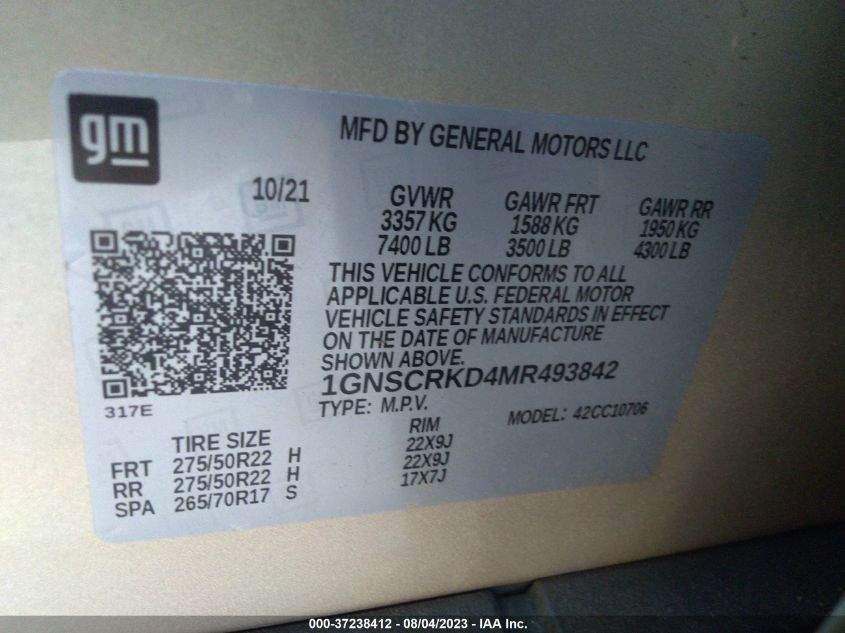 gm
MFD BY GENERAL MOTORS LLC
10/21
GVWR GAWR FRT GAWR RR
3357 KG 1588 KG 1950 KG
7400 LB 3500 LB 4300 LB
THIS VEHICLE CONFORMS TO ALL
APPLICABLE U.S. FEDERAL MOTOR
VEHICLE SAFETY STANDARDS IN EFFECT
ON THE DATE OF MANUFACTURE
SHOWN ABOVE.
1GNSCRKD4MR493842
317E
TYPE: M.P.V. MODEL: 42CC10706
TIRE SIZE RIM
FRT 275/50R22 H 22X9J
RR 275/50R22 H 22X9J
SPA 265/70R17 S 17X7J
000-37238412 - 08/04/2023 - IAA Inc.